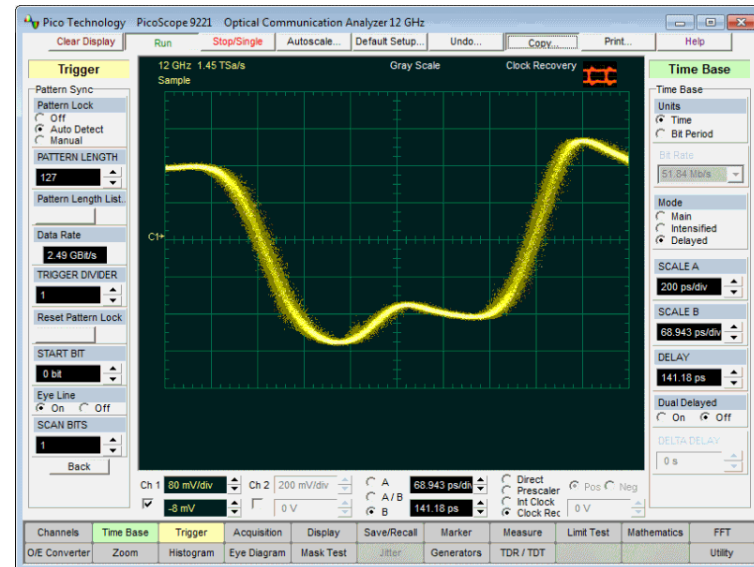 Pico Technology PicoScope 9221 Optical Communication Analyzer 12 GHz
Clear Display Run Stop/Single Autoscale... Default Setup... Undo... Copy... Print... Help
Trigger
Pattern Sync
Pattern Lock
Off
Auto Detect
Manual
PATTERN LENGTH
127
Pattern Length List..
Data Rate
2.49 GBit/s
TRIGGER DIVIDER
1
Reset Pattern Lock
START BIT
0 bit
Eye Line
On Off
SCAN BITS
1
Back
12 GHz 1.45 TSa/s Gray Scale Clock Recovery
Sample
C1
Time Base
Time Base
Units
Time
Bit Period
Bit Rate
51.84 Mb/s
Mode
Main
Intensified
Delayed
SCALE A
200 ps/div
SCALE B
68.943 ps/div
DELAY
141.18 ps
Dual Delayed
On Off
DELTA DELAY
0 s
Ch 1 80 mV/div Ch 2 200 mV/div A 68.943 ps/div Direct Pos Neg
-8 mV 0 V A / B Prescaler
B 141.18 ps Int Clock 0 V
Clock Rec
Channels Time Base Trigger Acquisition Display Save/Recall Marker Measure Limit Test Mathematics FFT
O/E Converter Zoom Histogram Eye Diagram Mask Test Jitter Generators TDR / TDT Utility